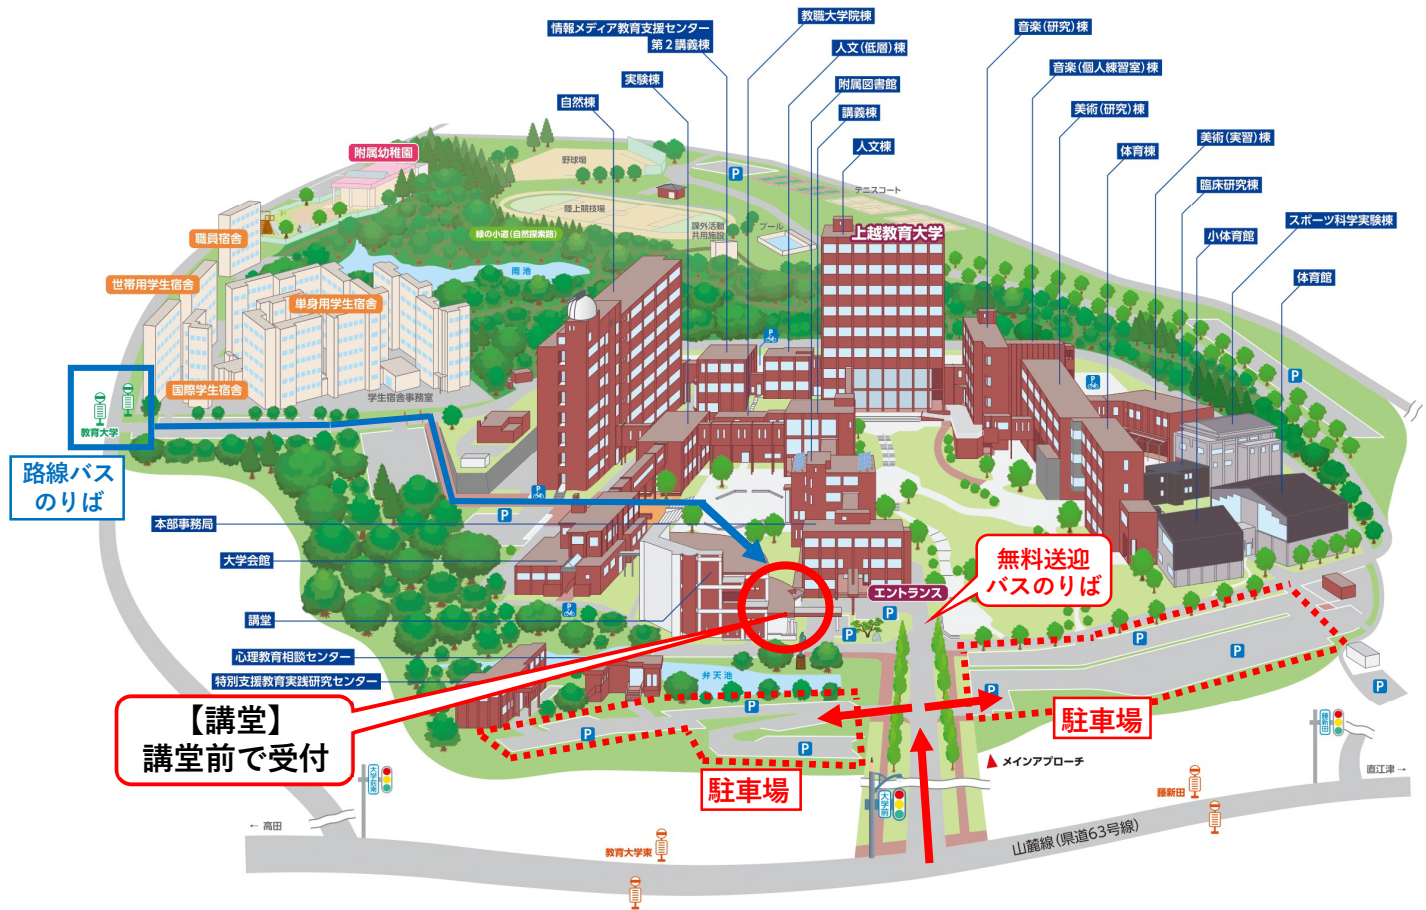 情報メディア教育支援センター
第2講義棟
教職大学院棟
人文(低層)棟
附属図書館
講義棟
人文棟
音楽(研究)棟
音楽(個人練習室)棟
美術(研究)棟
体育棟
美術(実習)棟
臨床研究棟
小体育館
スポーツ科学実験棟
体育館
実験棟
自然棟
附属幼稚園
野球場
陸上競技場
課外活動
共用施設
プール
テニスコート
緑の小道(自然探索路)
雨池
上越教育大学
職員宿舎
世帯用学生宿舎
単身用学生宿舎
国際学生宿舎
学生宿舎事務室
教育大学
路線バス
のりば
P
P
P
P
P
本部事務局
大学会館
講堂
心理教育相談センター
特別支援教育実践研究センター
【講堂】
講堂前で受付
エントランス
無料送迎
バスのりば
P
P
P
P
P
P
P
弁天池
P
P
P
P
駐車場
駐車場
メインアプローチ
大学前南
大学前
藤新田
藤新田
直江津 →
← 高田
教育大学東
山麓線(県道63号線)